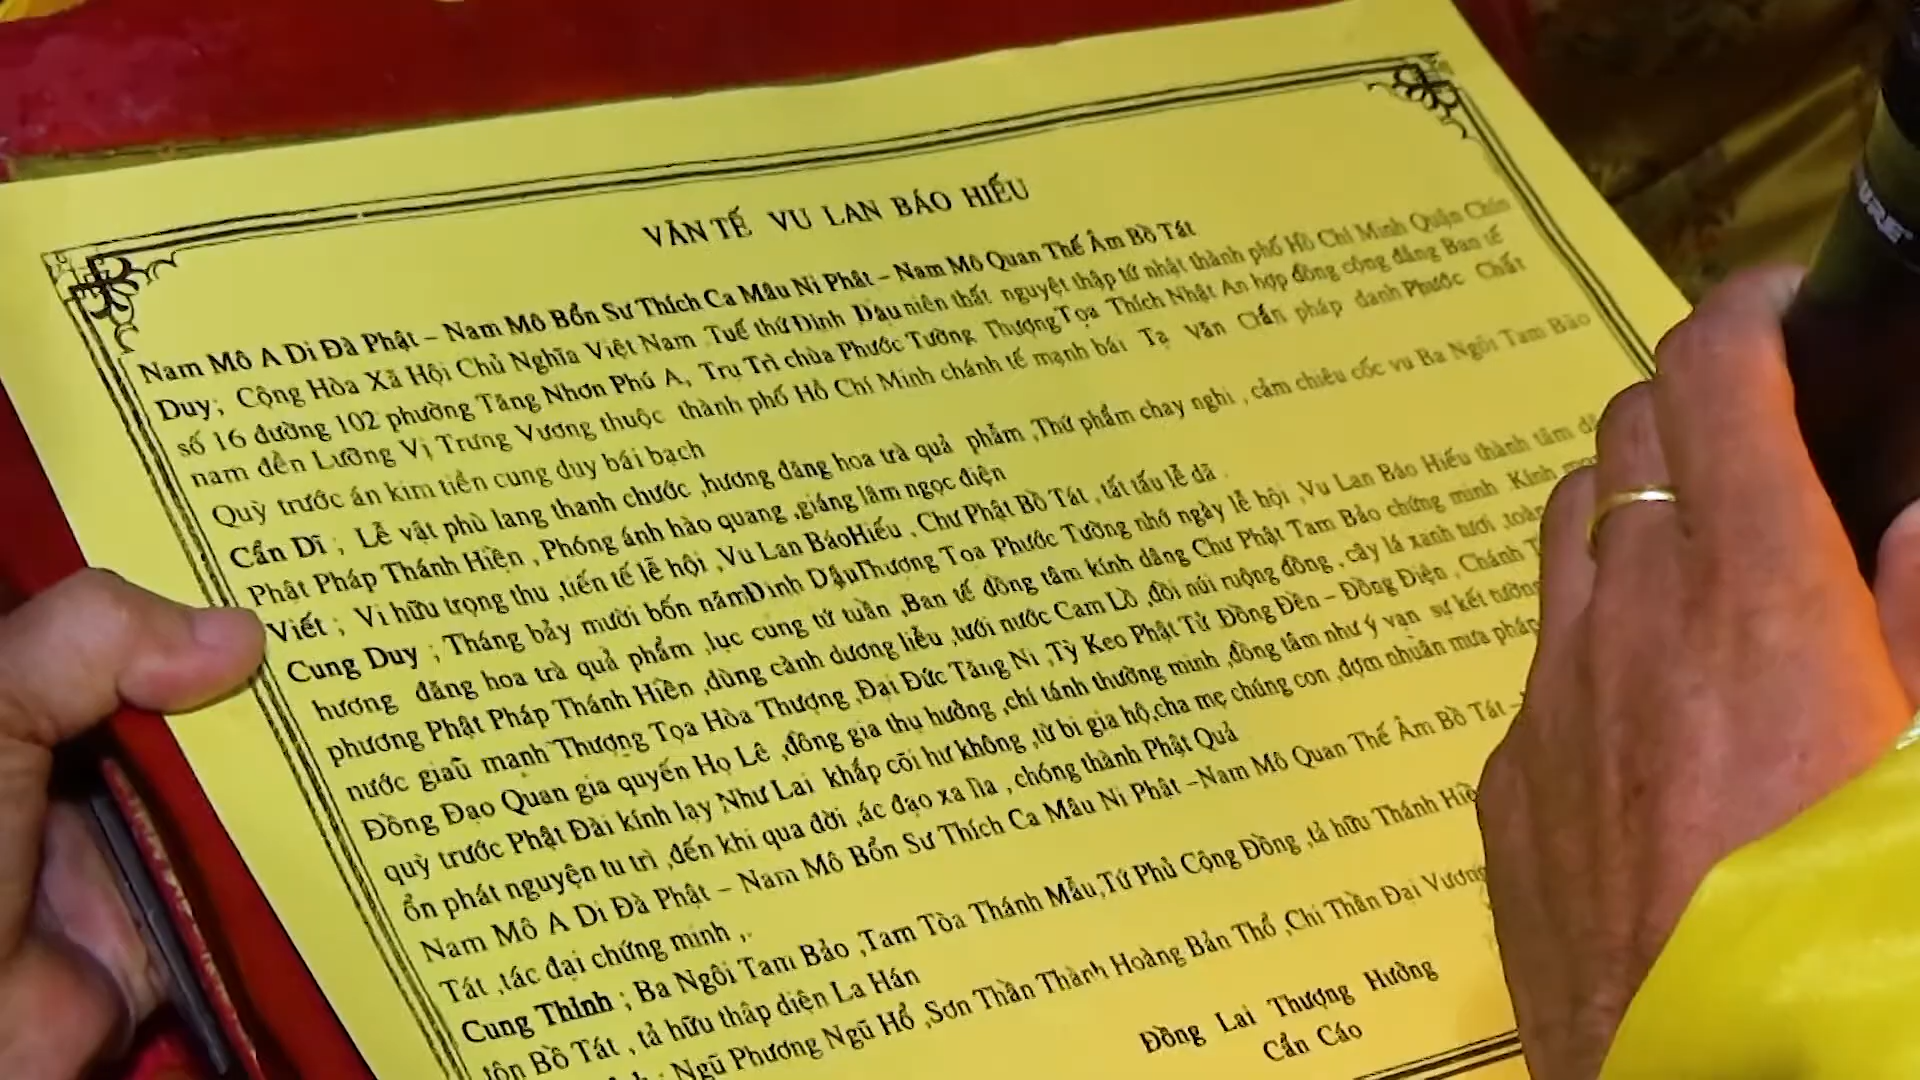 VĂN TẾ VU LAN BÁO HIẾU
Nam Mô A Di Đà Phật – Nam Mô Bổn Sư Thích Ca Mâu Ni Phật – Nam Mô Quan Thế Âm Bồ Tát
Duy; Cộng Hòa Xã Hội Chủ Nghĩa Việt Nam Tuế thứ Đinh Dậu niên thất nguyệt thập tứ nhật thành phố Hồ Chí Minh Quận Chín
số 16 đường 102 phường Tăng Nhơn Phú A, Trụ Trì chùa Phước Tường Thượng Tọa Thích Nhật An hợp đồng cộng đẳng Ban tế
nam đền Lưỡng Vị Trưng Vương thuộc thành phố Hồ Chí Minh chánh tế mạnh bái Tạ Văn Cẩn pháp danh Phước Chất
Quỳ trước án kim tiền cung duy bái bạch
Cẩn Dĩ ; Lễ vật phù lang thanh chước ,hương đăng hoa trà quả phẩm ,Thứ phẩm chay nghi , cảm chiêu cốc vu Ba Ngôi Tam Bảo
Phật Pháp Thánh Hiền , Phóng ánh hào quang ,giáng lâm ngọc điện
Viết ; Vi hữu trọng thu ,tiến tế lễ hội ,Vu Lan BáoHiếu , Chư Phật Bồ Tát , tất tấu lễ dã .
Cung Duy ; Tháng bảy mười bốn nămĐinh DậuThượng Tọa Phước Tường nhớ ngày lễ hội ,Vu Lan Báo Hiếu thành tâm
hương đăng hoa trà quả phẩm ,lục cung tứ tuần ,Ban tế đồng tâm kính dâng Chư Phật Tam Bảo chứng minh .Kính
phương Phật Pháp Thánh Hiền ,dùng cành dương liễu ,tưới nước Cam Lồ ,đồi núi ruộng đồng , cây lá xanh tươi ,toàn
nước giaũ mạnh Thượng Tọa Hòa Thượng ,Đại Đức Tăng Ni ,Tỳ Keo Phật Tử Đồng Đền – Đồng Điện , Chánh
Đồng Đạo Quan gia quyến Họ Lê ,đồng gia thụ hưởng ,chí tánh thường minh ,đồng tâm như ý vạn sự kết tường
quỳ trước Phật Đài kính lạy Như Lai khắp cõi hư không ,từ bi gia hộ,cha mẹ chúng con ,đợm nhuần mưa pháp
ổn phát nguyện tu trì ,đến khi qua đời ,ác đạo xa lìa , chóng thành Phật Quả
Nam Mô A Di Đà Phật – Nam Mô Bổn Sư Thích Ca Mâu Ni Phật –Nam Mô Quan Thế Âm Bồ Tát –
Tát ,tác đại chứng minh ,.
Cung Thỉnh ; Ba Ngôi Tam Bảo ,Tam Tòa Thánh Mẫu,Tứ Phủ Cộng Đồng ,tả hữu Thánh Hiền
tôn Bồ Tát , tả hữu thập diện La Hán
; Ngũ Phương Ngũ Hổ ,Sơn Thần Thành Hoàng Bản Thổ ,Chi Thần Đại Vương
Đồng Lai Thượng Hưởng
Cẩn Cáo